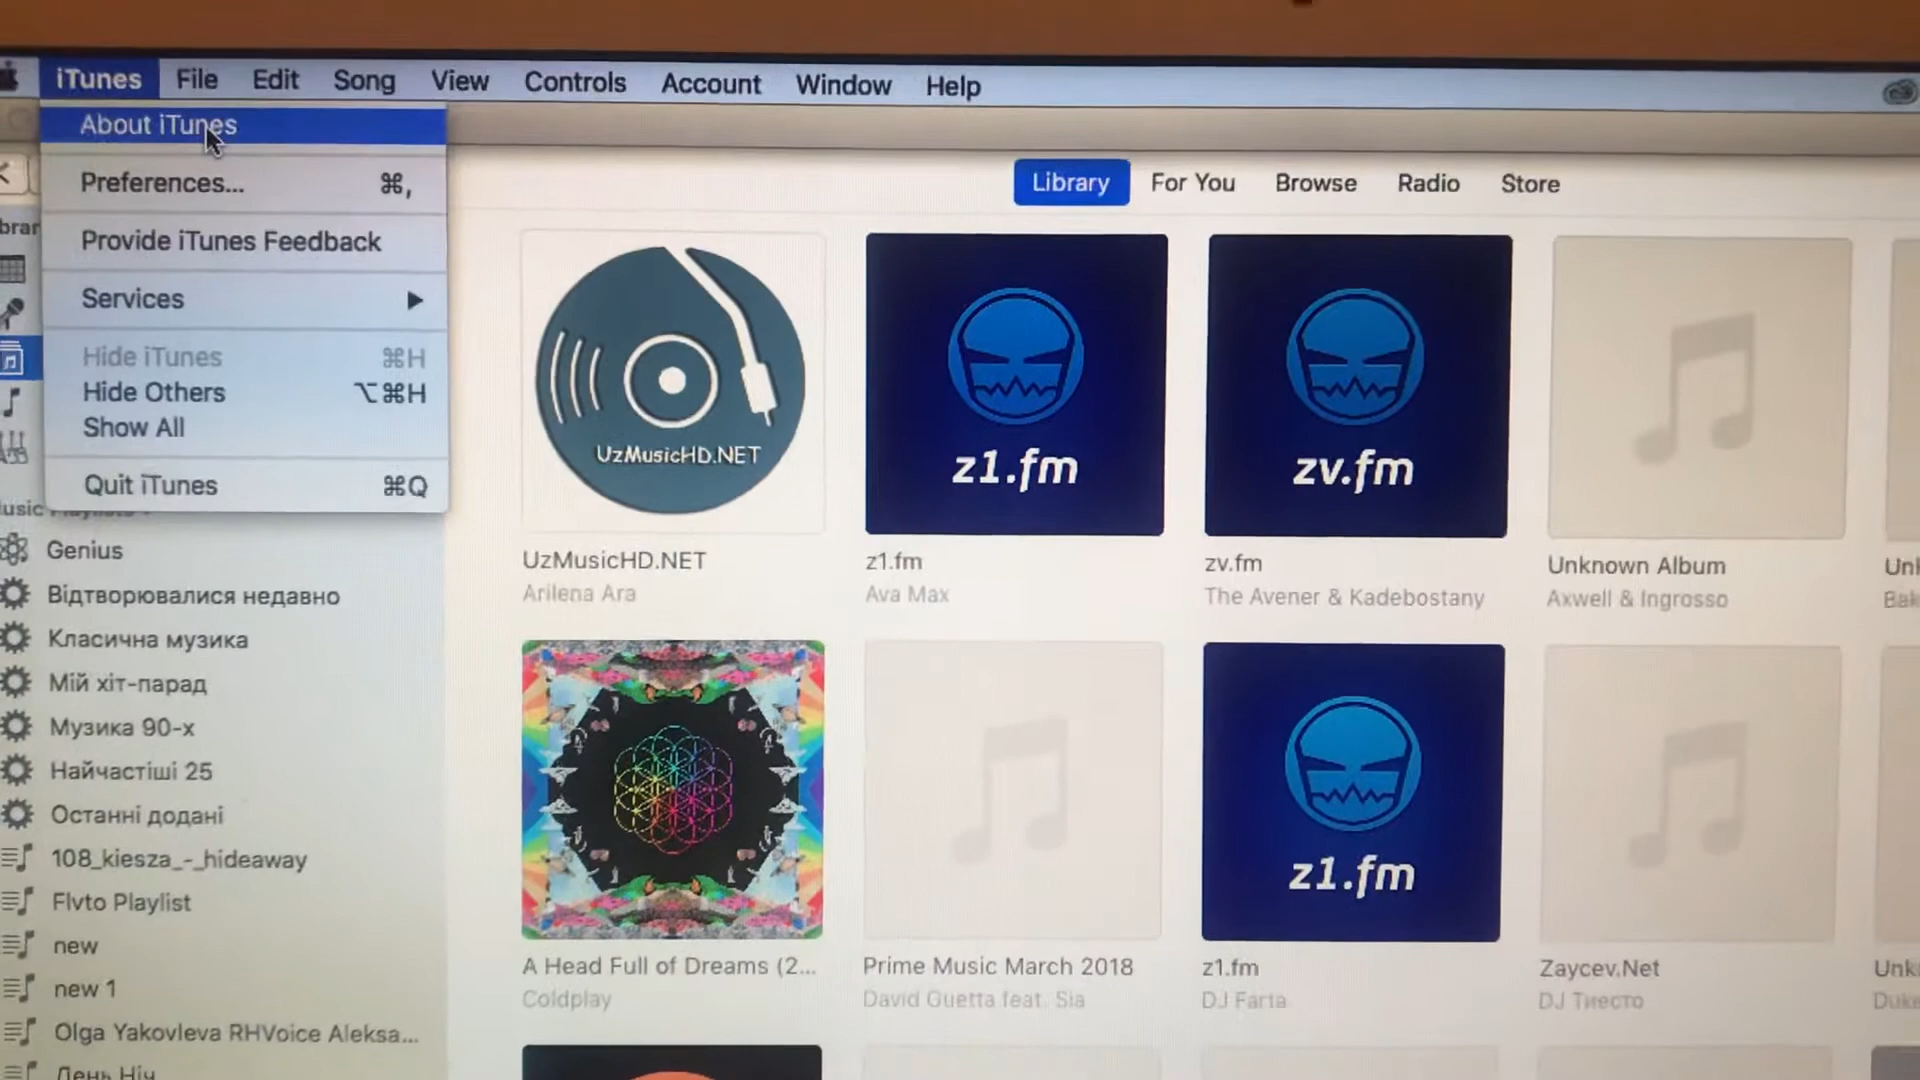 iTunes File Edit Song View Controls Account Window Help
About iTunes
Preferences... ⌘,
Provide iTunes Feedback
Services ▶
Hide iTunes ⌘H
Hide Others ⌥⌘H
Show All
Quit iTunes ⌘Q
Library For You Browse Radio Store
Genius
Відтворювалися недавно
Класична музика
Мій хіт-парад
Музика 90-х
Найчастіші 25
Останні додані
108_kiesza_-_hideaway
Flvto Playlist
new
new 1
Olga Yakovleva RHVoice Aleksa...
День Ніч
UzMusicHD.NET
z1.fm
zv.fm
UzMusicHD.NET
Arilena Ara
z1.fm
Ava Max
zv.fm
The Avener & Kadebostany
Unknown Album
Axwell & Ingrosso
z1.fm
A Head Full of Dreams (2...
Coldplay
Prime Music March 2018
David Guetta feat. Sia
z1.fm
DJ Farta
Zaycev.Net
DJ Тиесто